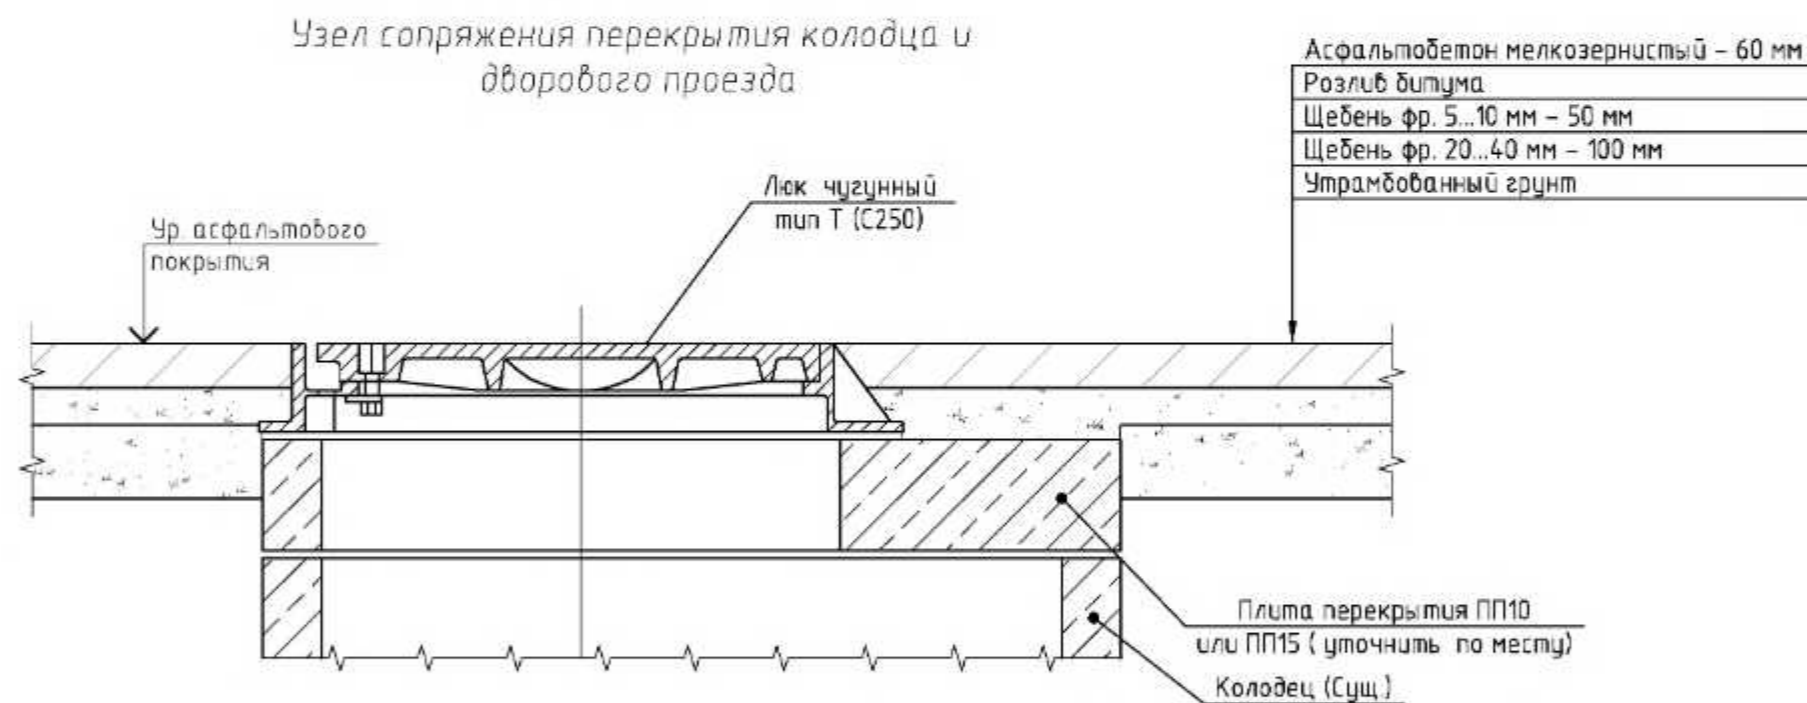 Узел сопряжения перекрытия колодца и
дворового проезда
Асфальтобетон мелкозернистый - 60 мм
Розлив битума
Щебень фр. 5...10 мм - 50 мм
Щебень фр. 20...40 мм - 100 мм
Утрамбованный грунт
Люк чугунный
тип Т (С250)
Ур. асфальтового
покрытия
Плита перекрытия ПП10
или ПП15 ( уточнить по месту)
Колодец (Сущ.)